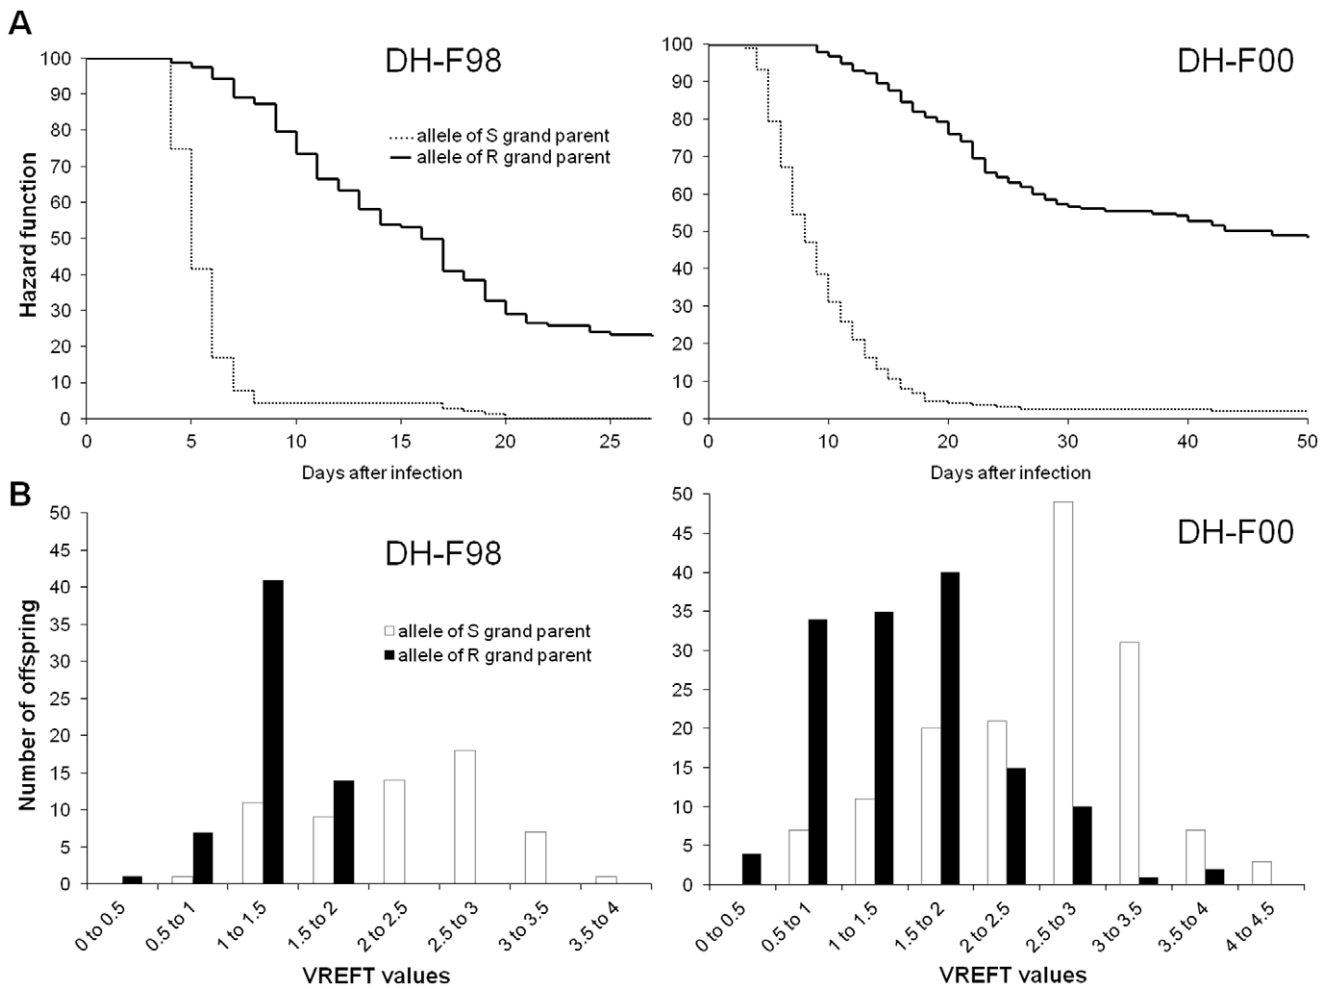 A
DH-F98
Hazard function
100
90
80
70
60
50
40
30
20
10
0
allele of S grand parent
allele of R grand parent
0 5 10 15 20 25
Days after infection
DH-F00
100
90
80
70
60
50
40
30
20
10
0
0 10 20 30 40 50
Days after infection
B
DH-F98
Number of offspring
50
45
40
35
30
25
20
15
10
5
0
allele of S grand parent
allele of R grand parent
0 to 0.5 0.5 to 1 1 to 1.5 1.5 to 2 2 to 2.5 2.5 to 3 3 to 3.5 3.5 to 4
VREFT values
DH-F00
50
45
40
35
30
25
20
15
10
5
0
0 to 0.5 0.5 to 1 1 to 1.5 1.5 to 2 2 to 2.5 2.5 to 3 3 to 3.5 3.5 to 4 4 to 4.5
VREFT values